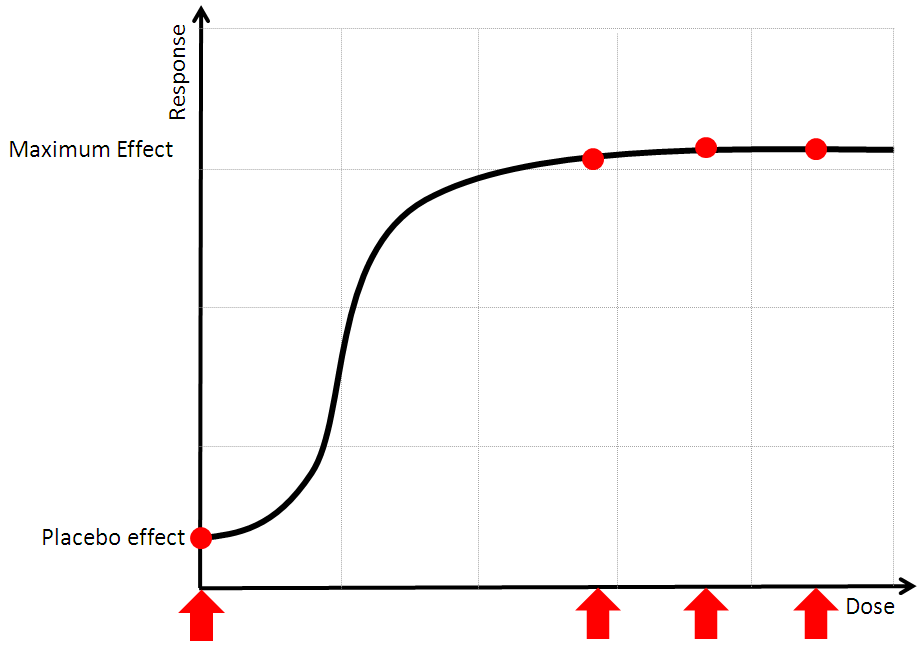 Response
Maximum Effect
Placebo effect
Dose